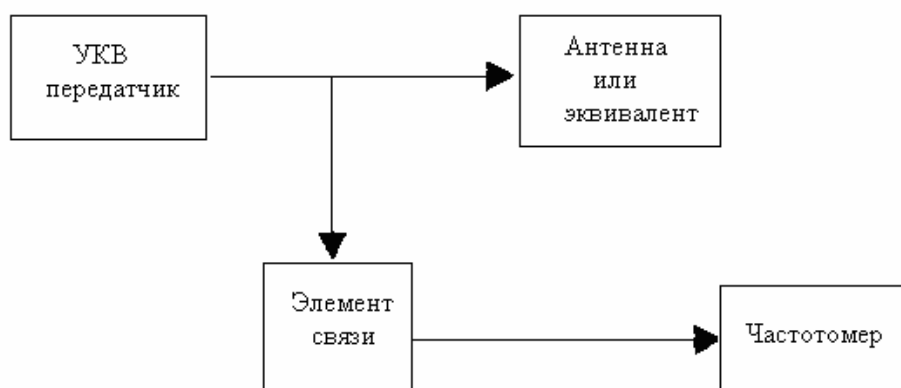 УКВ
передатчик
Антенна
или
эквивалент
Элемент
связи
Частотомер